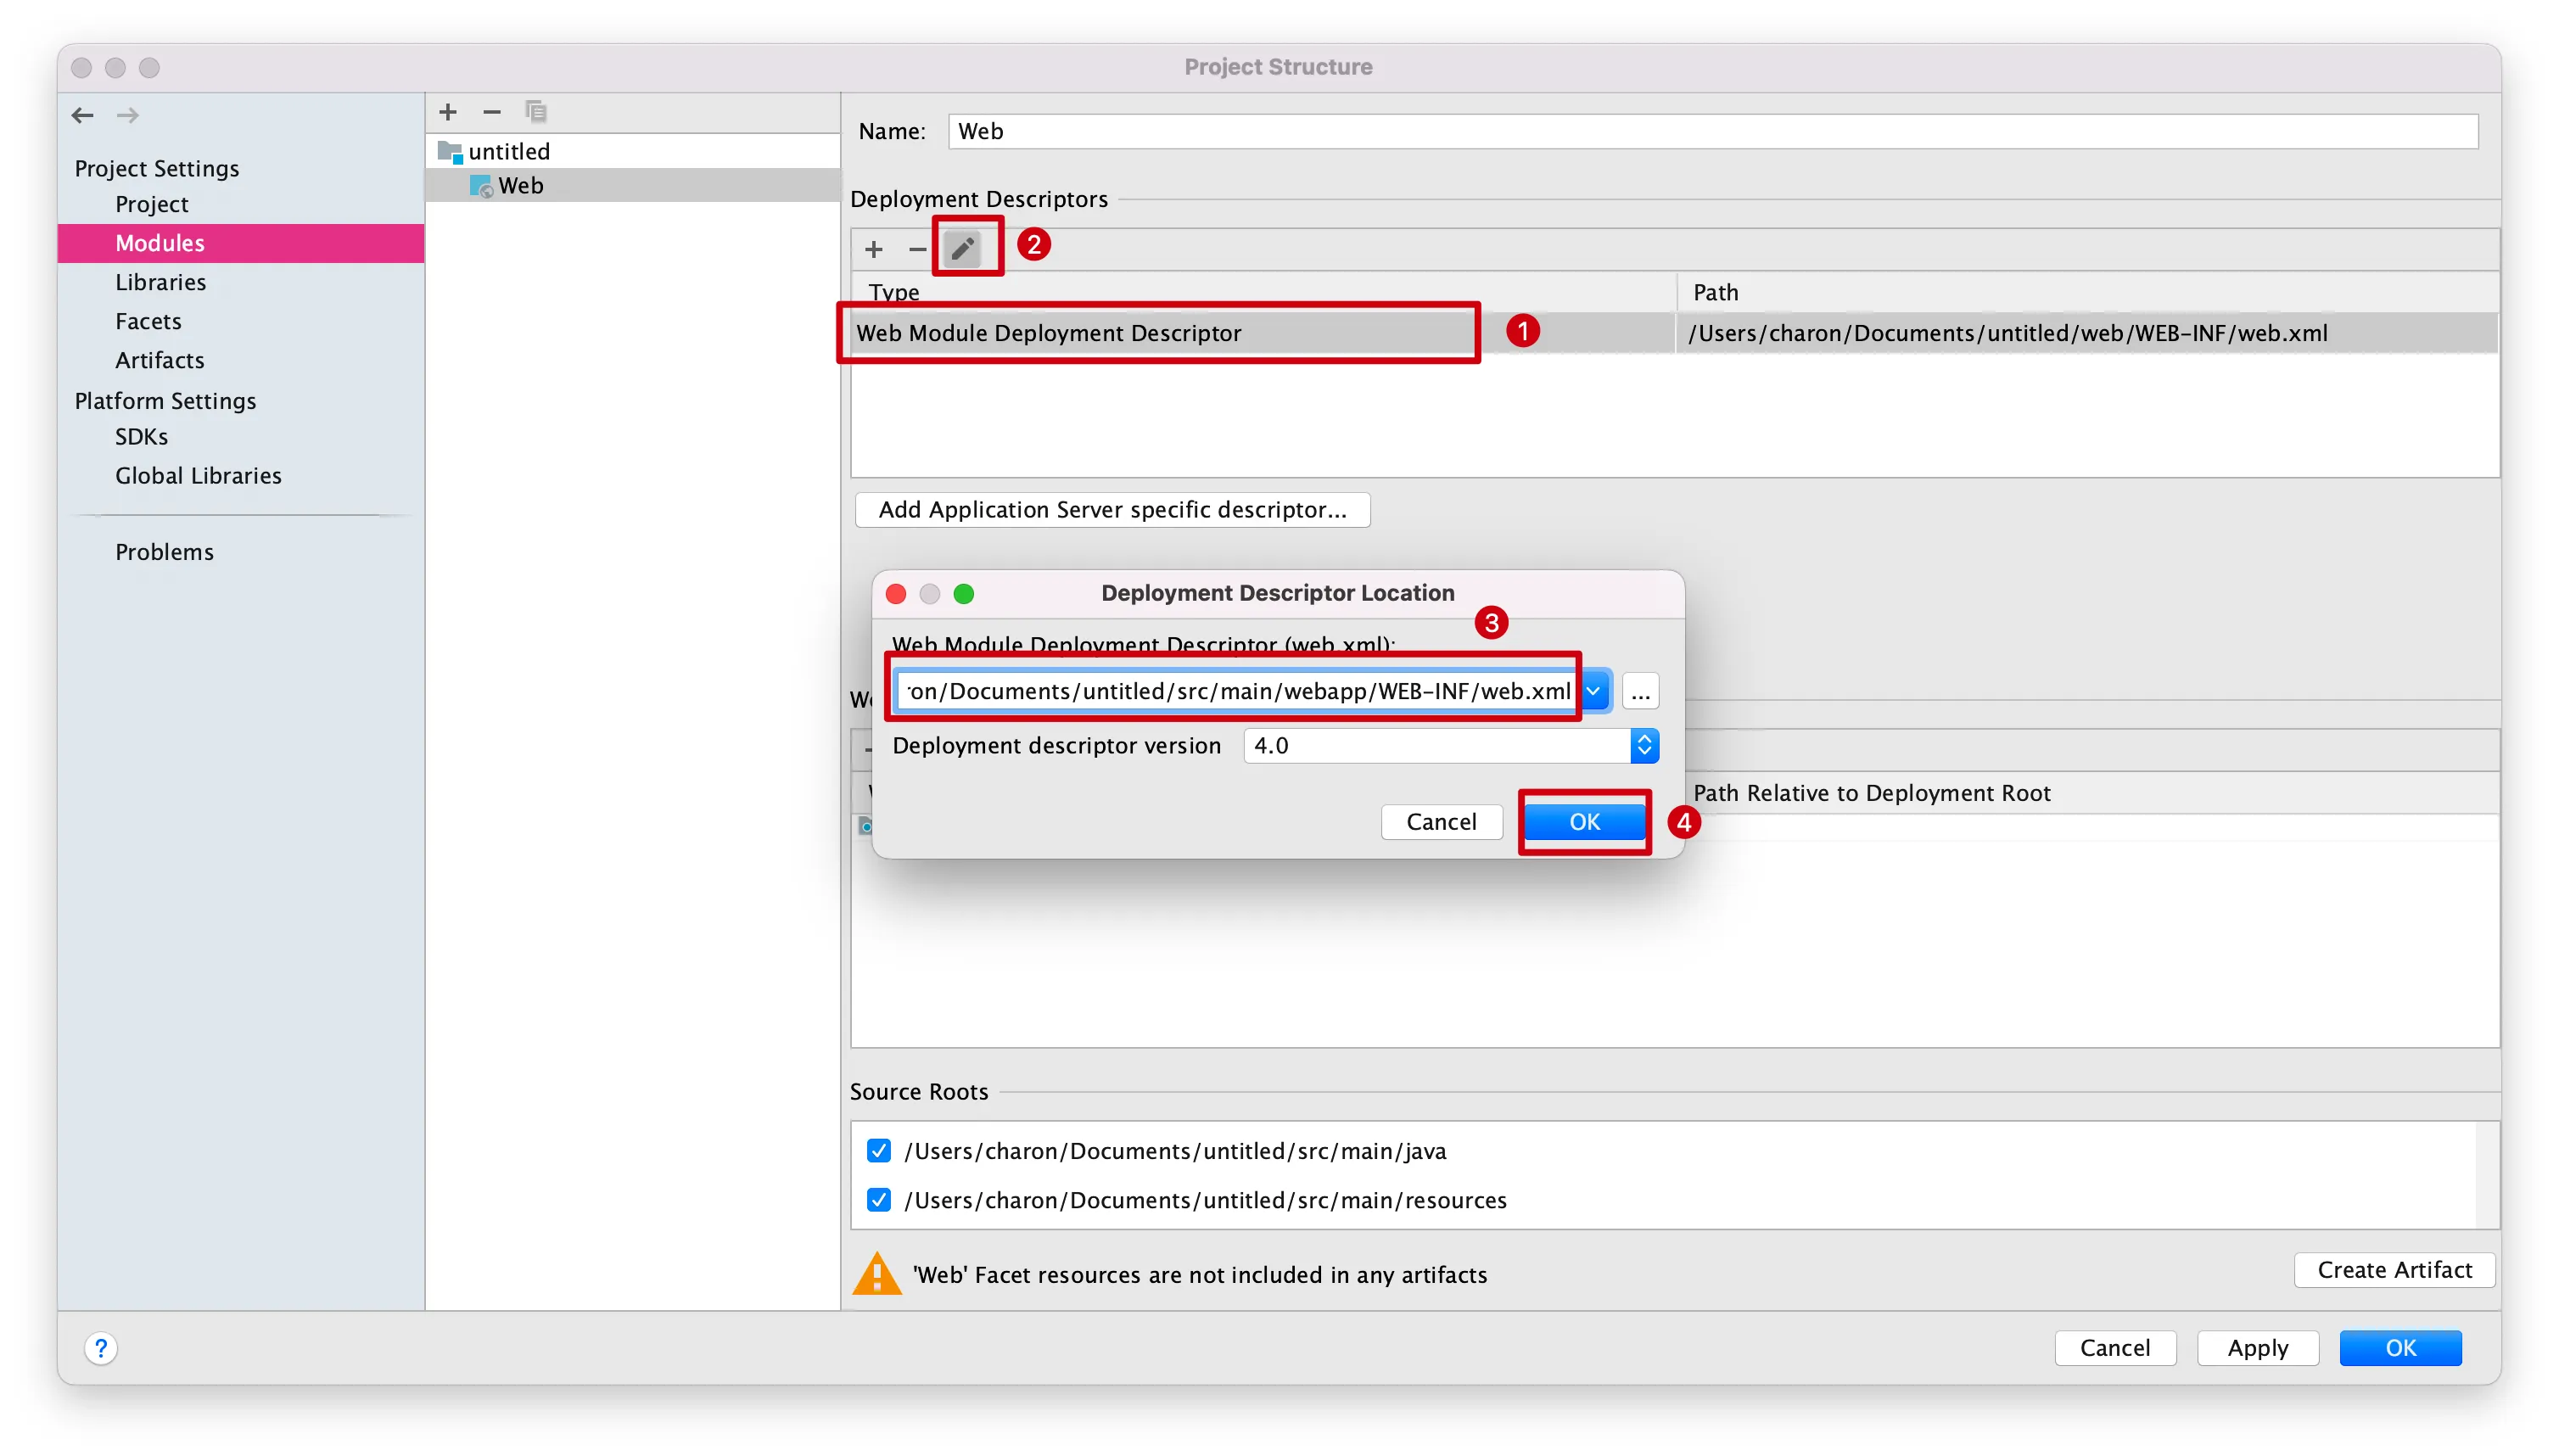 Project Structure
Project Settings
Project
Modules
Libraries
Facets
Artifacts
Platform Settings
SDKs
Global Libraries
Problems
untitled
Web
Name: Web
Deployment Descriptors
2
Type Path
Web Module Deployment Descriptor 1 /Users/charon/Documents/untitled/web/WEB-INF/web.xml
Add Application Server specific descriptor...
Deployment Descriptor Location
3
Web Module Deployment Descriptor (web.xml):
on/Documents/untitled/src/main/webapp/WEB-INF/web.xml ...
Deployment descriptor version 4.0
Path Relative to Deployment Root
Cancel OK 4
Source Roots
/Users/charon/Documents/untitled/src/main/java
/Users/charon/Documents/untitled/src/main/resources
'Web' Facet resources are not included in any artifacts
Create Artifact
? Cancel Apply OK